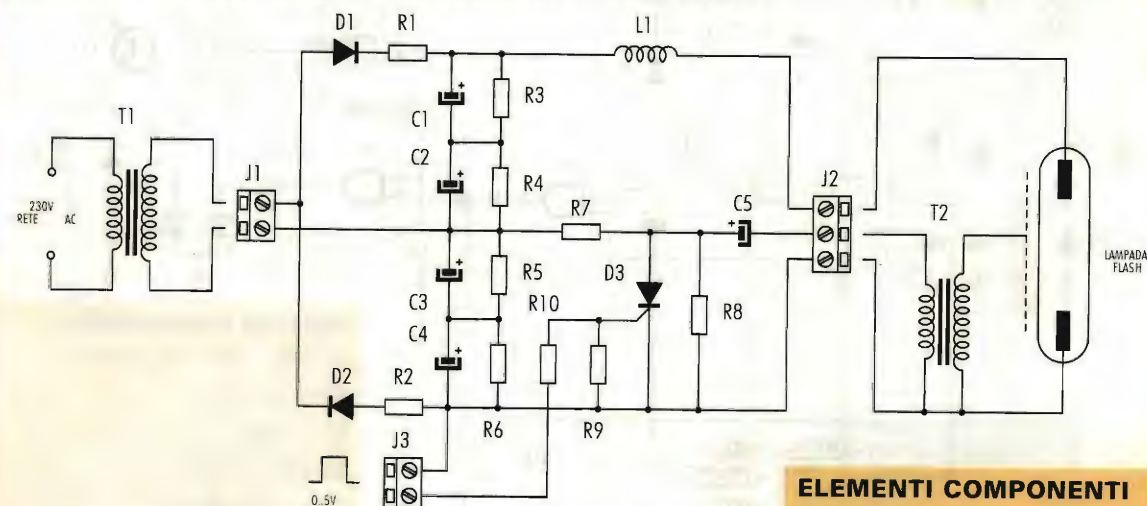 D1
R1
L1
R3
C1
T1
C2
J1
R4
J2
R7
C5
T2
230V
RETE AC
D3
R5
R10
C3
R8
LAMPADA
FLASH
C4
D2
R2
R6
R9
J3
0..5V
ELEMENTI COMPONENTI